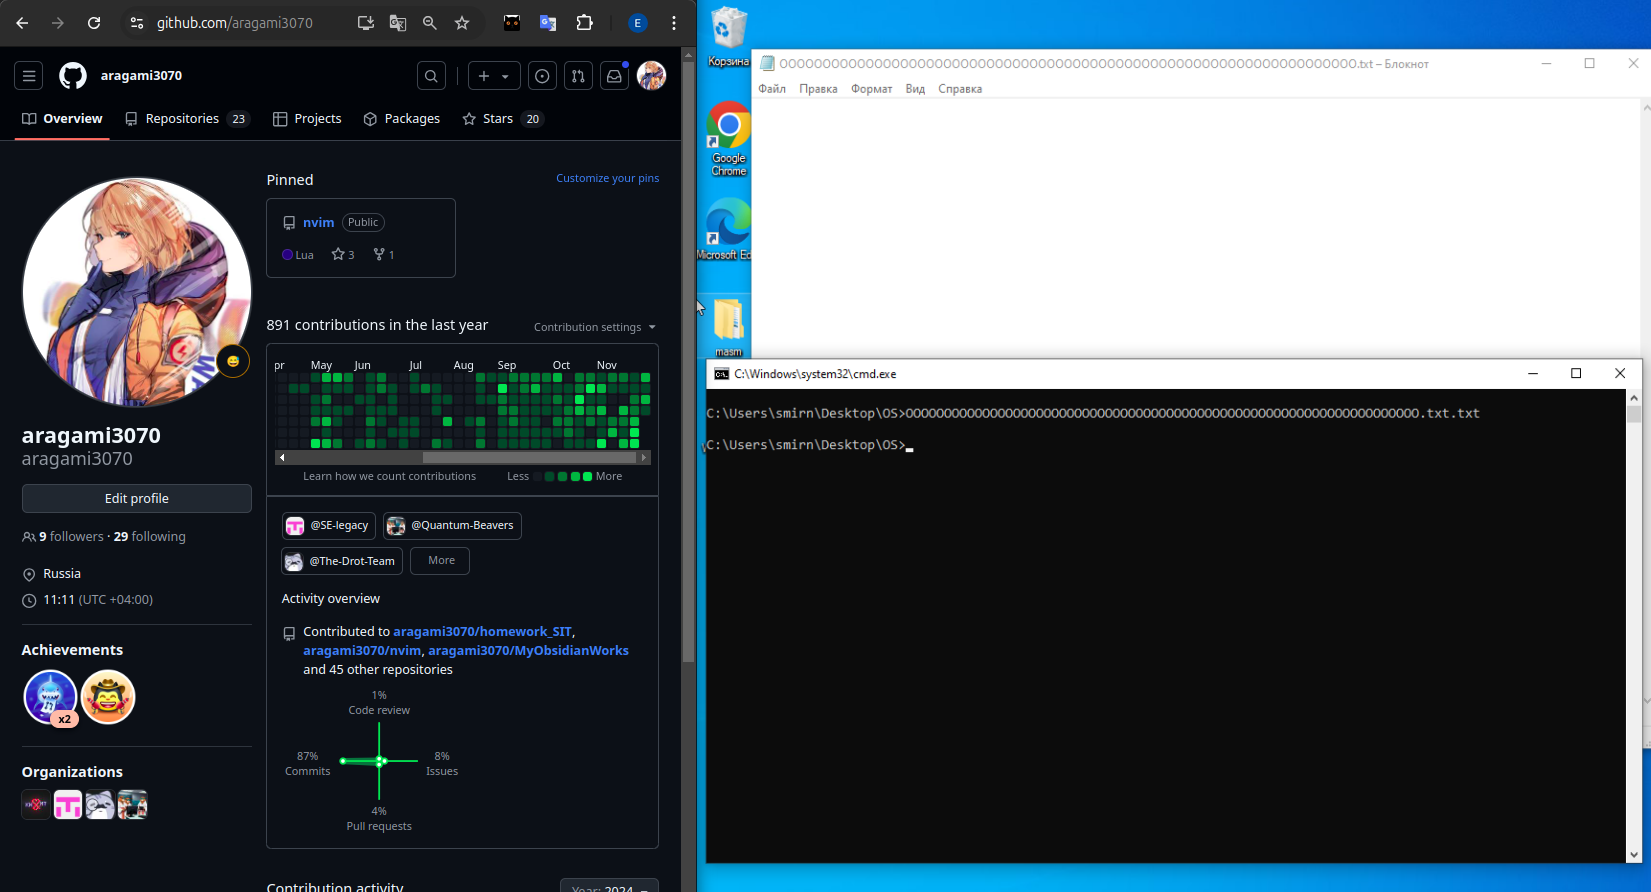 github.com/aragami3070
E
aragami3070
Overview
Repositories 23
Projects
Packages
Stars 20
Pinned
Customize your pins
nvim Public
Lua 3 1
891 contributions in the last year
Contribution settings
pr May Jun Jul Aug Sep Oct Nov
Learn how we count contributions
Less More
aragami3070
aragami3070
Edit profile
9 followers · 29 following
Russia
11:11 (UTC +04:00)
Achievements
x2
Organizations
@SE-legacy
@Quantum-Beavers
@The-Drot-Team
More
Activity overview
Contributed to aragami3070/homework_SIT,
aragami3070/nvim, aragami3070/MyObsidianWorks
and 45 other repositories
1%
Code review
87%
Commits
8%
Issues
4%
Pull requests
Contribution activity
Year: 2024
Корзина
Google
Chrome
Microsoft Ed
masm
.txt – Блокнот
Файл Правка Формат Вид Справка
C:\Windows\system32\cmd.exe
C:\Users\smirn\Desktop\OS>OOOOOOOOOOOOOOOOOOOOOOOOOOOOOOOOOOOOOOOOOOOOOOOOOOOOOOOOOOOOOOOOOOO.txt.txt
C:\Users\smirn\Desktop\OS>